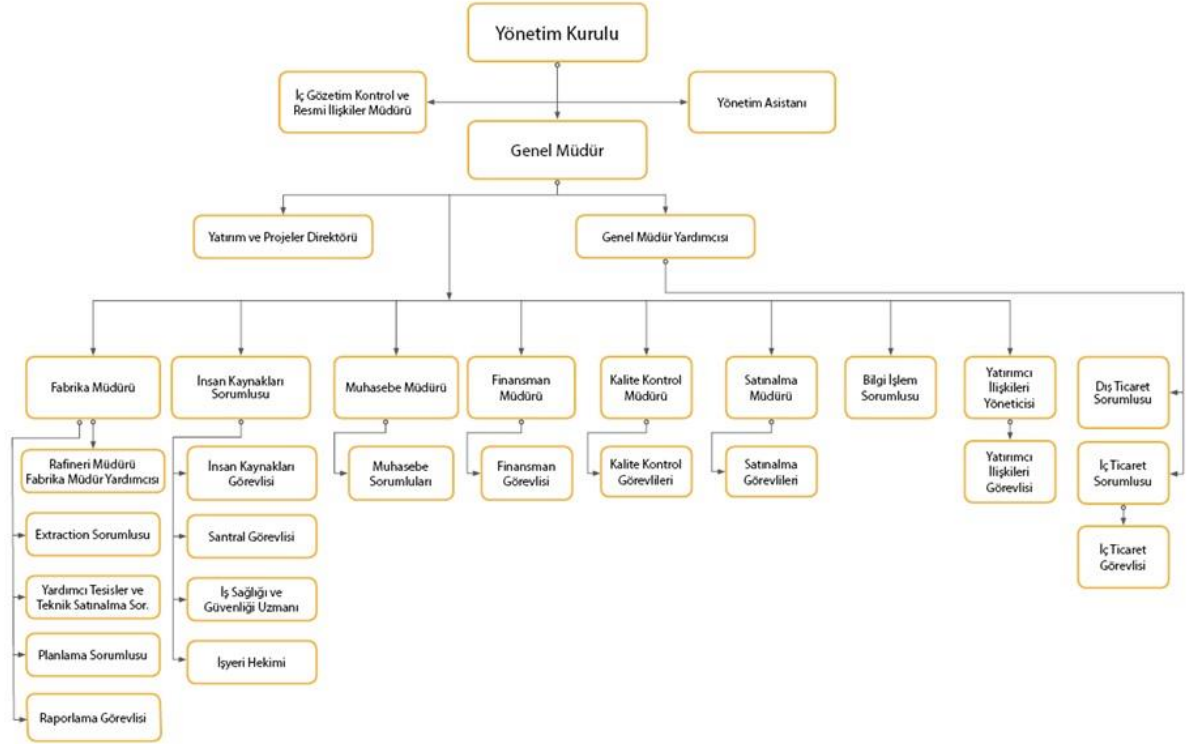 Yönetim Kurulu
İç Gözetim Kontrol ve
Resmi İlişkiler Müdürü
Yönetim Asistanı
Genel Müdür
Yatırım ve Projeler Direktörü
Genel Müdür Yardımcısı
Fabrika Müdürü
İnsan Kaynakları
Sorumlusu
Muhasebe Müdürü
Finansman
Müdürü
Kalite Kontrol
Müdürü
Satınalma
Müdürü
Bilgi İşlem
Sorumlusu
Yatırımcı
İlişkileri
Yöneticisi
Dış Ticaret
Sorumlusu
Rafineri Müdürü
Fabrika Müdür Yardımcısı
İnsan Kaynakları
Görevlisi
Muhasebe
Sorumluları
Finansman
Görevlisi
Kalite Kontrol
Görevlileri
Satınalma
Görevlileri
Yatırımcı
İlişkileri
Görevlisi
İç Ticaret
Sorumlusu
Extraction Sorumlusu
Santral Görevlisi
İç Ticaret
Görevlisi
Yardımcı Tesisler ve
Teknik Satınalma Sor.
İş Sağlığı ve
Güvenliği Uzmanı
Planlama Sorumlusu
İşyeri Hekimi
Raporlama Görevlisi